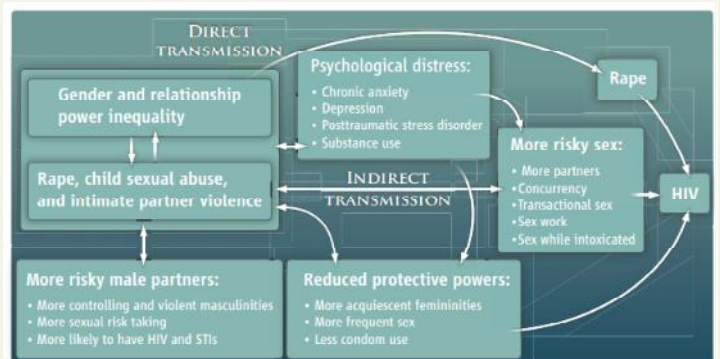 DIRECT
TRANSMISSION
Gender and relationship
power inequality
Rape, child sexual abuse,
and intimate partner violence
Psychological distress:
• Chronic anxiety
• Depression
• Posttraumatic stress disorder
• Substance use
Rape
More risky sex:
• More partners
• Concurrency
• Transactional sex
• Sex work
• Sex while intoxicated
HIV
INDIRECT
TRANSMISSION
More risky male partners:
• More controlling and violent masculinities
• More sexual risk taking
• More likely to have HIV and STIs
Reduced protective powers:
• More acquiescent femininities
• More frequent sex
• Less condom use